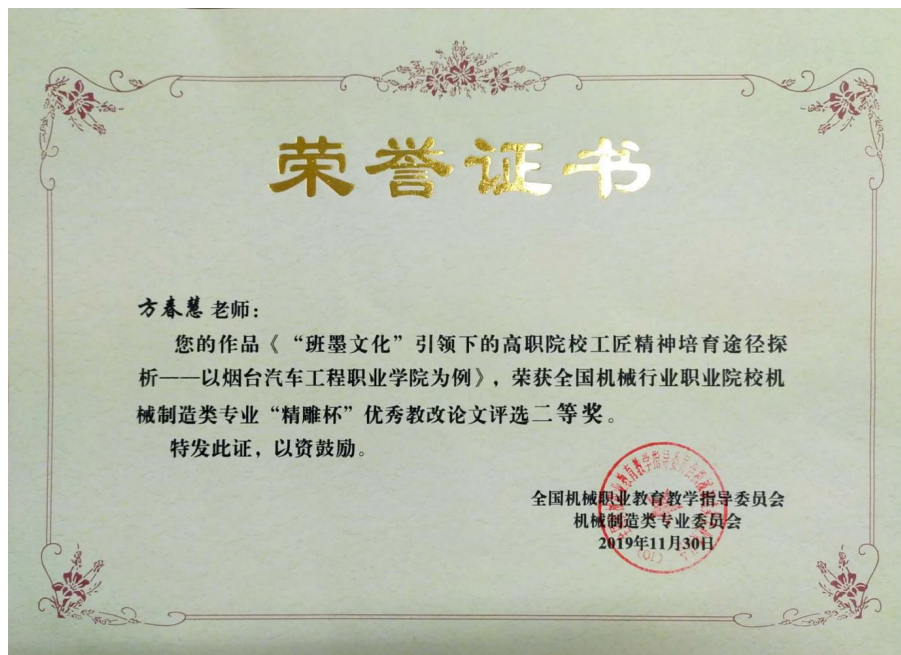 荣誉证书
方春慧 老师：
您的作品《“班墨文化”引领下的高职院校工匠精神培育途径探
析——以烟台汽车工程职业学院为例》，荣获全国机械行业职业院校机
械制造类专业“精雕杯”优秀教改论文评选二等奖。
特发此证，以资鼓励。
全国机械职业教育教学指导委员会
机械制造类专业委员会
2019年11月30日